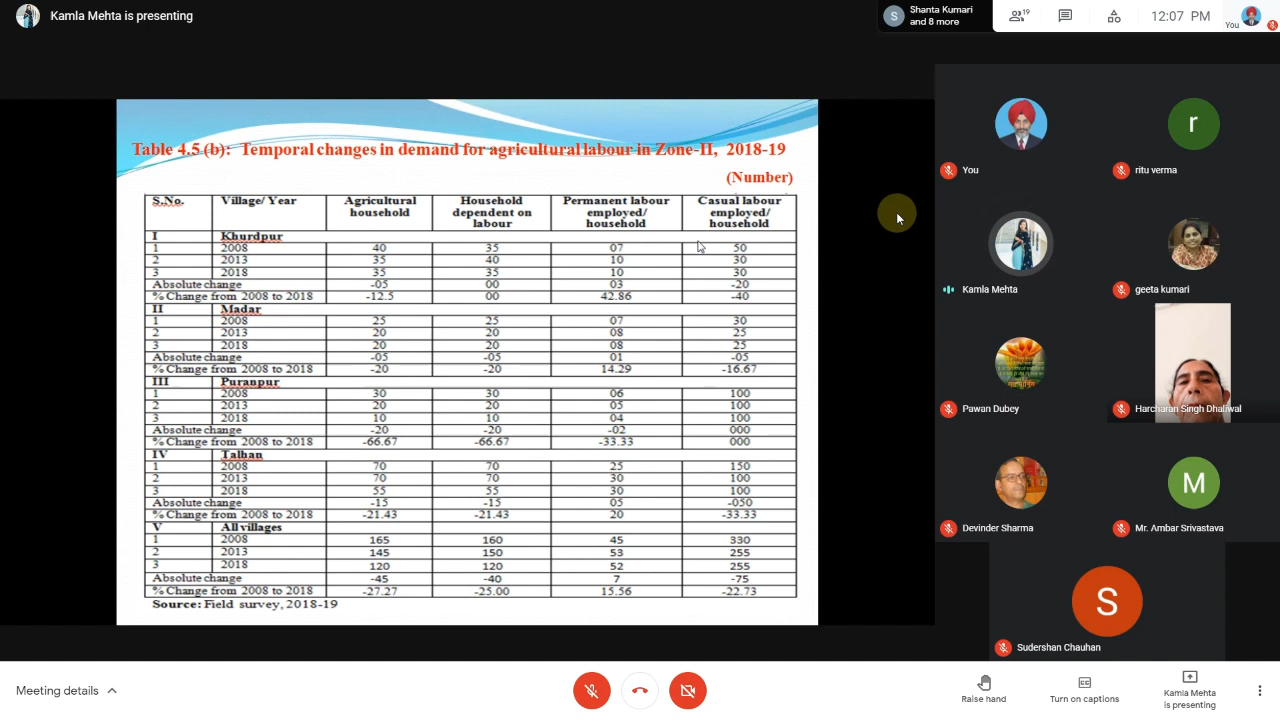 Kamla Mehta is presenting
S Shanta Kumari
and 8 more
19
12:07 PM
You
Table 4.5 (b): Temporal changes in demand for agricultural labour in Zone-II, 2018-19
(Number)
S.No. Village/ Year Agricultural household Household dependent on labour Permanent labour employed/ household Casual labour employed/ household
I Khurdpur
1 2008 40 35 07 50
2 2013 35 40 10 30
3 2018 35 35 10 30
Absolute change -05 00 03 -20
% Change from 2008 to 2018 -12.5 00 42.86 -40
II Madar
1 2008 25 25 07 30
2 2013 20 20 08 25
3 2018 20 20 08 25
Absolute change -05 -05 01 -05
% Change from 2008 to 2018 -20 -20 14.29 -16.67
III Puranpur
1 2008 30 30 06 100
2 2013 20 20 05 100
3 2018 10 10 04 100
Absolute change -20 -20 -02 000
% Change from 2008 to 2018 -66.67 -66.67 -33.33 000
IV Talhan
1 2008 70 70 25 150
2 2013 70 70 30 100
3 2018 55 55 30 100
Absolute change -15 -15 05 -050
% Change from 2008 to 2018 -21.43 -21.43 20 -33.33
V All villages
1 2008 165 160 45 330
2 2013 145 150 53 255
3 2018 120 120 52 255
Absolute change -45 -40 7 -75
% Change from 2008 to 2018 -27.27 -25.00 15.56 -22.73
Source: Field survey, 2018-19
You
r
ritu verma
Kamla Mehta
geeta kumari
Pawan Dubey
Harcharan Singh Dhaliwal
Devinder Sharma
M
Mr. Ambar Srivastava
S
Sudershan Chauhan
Meeting details
Raise hand
Turn on captions
Kamla Mehta
is presenting